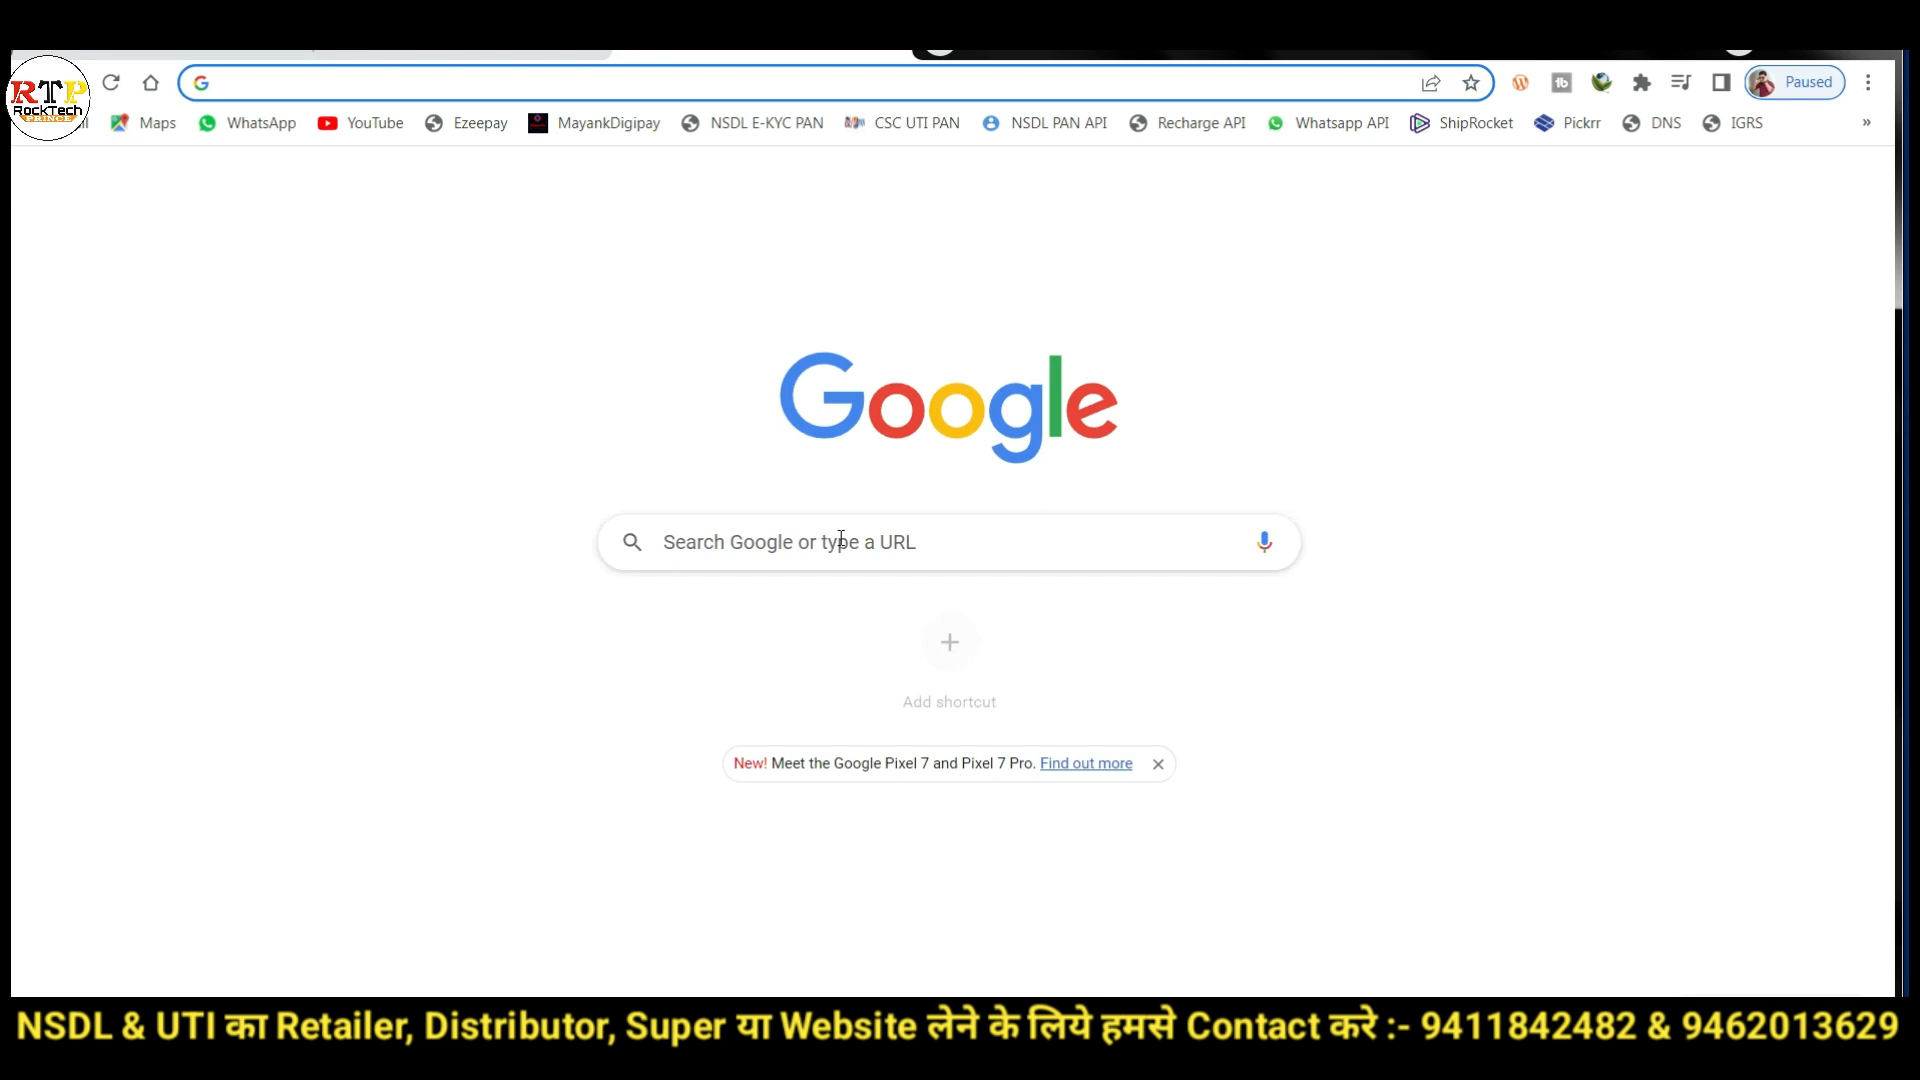 RTP
RockTech
PRINCE
Paused
Maps WhatsApp YouTube Ezeepay MayankDigipay NSDL E-KYC PAN CSC UTI PAN NSDL PAN API Recharge API Whatsapp API ShipRocket Pickrr DNS IGRS »
Google
Search Google or type a URL
Add shortcut
New! Meet the Google Pixel 7 and Pixel 7 Pro. Find out more
NSDL & UTI का Retailer, Distributor, Super या Website लेने के लिये हमसे Contact करे :- 9411842482 & 9462013629